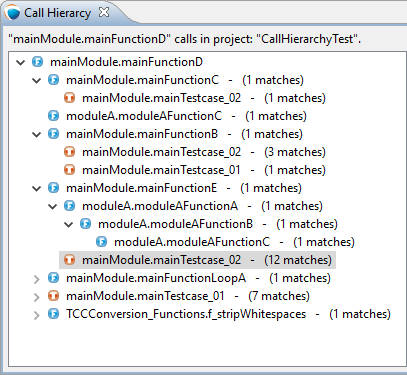 Call Hierarcy
"mainModule.mainFunctionD" calls in project: "CallHierarchyTest".
mainModule.mainFunctionD
mainModule.mainFunctionC - (1 matches)
mainModule.mainTestcase_02 - (1 matches)
moduleA.moduleAFunctionC - (1 matches)
mainModule.mainFunctionB - (1 matches)
mainModule.mainTestcase_02 - (3 matches)
mainModule.mainTestcase_01 - (1 matches)
mainModule.mainFunctionE - (1 matches)
moduleA.moduleAFunctionA - (1 matches)
moduleA.moduleAFunctionB - (1 matches)
moduleA.moduleAFunctionC - (1 matches)
mainModule.mainTestcase_02 - (12 matches)
mainModule.mainFunctionLoopA - (1 matches)
mainModule.mainTestcase_01 - (7 matches)
TCCConversion_Functions.f_stripWhitespaces - (1 matches)